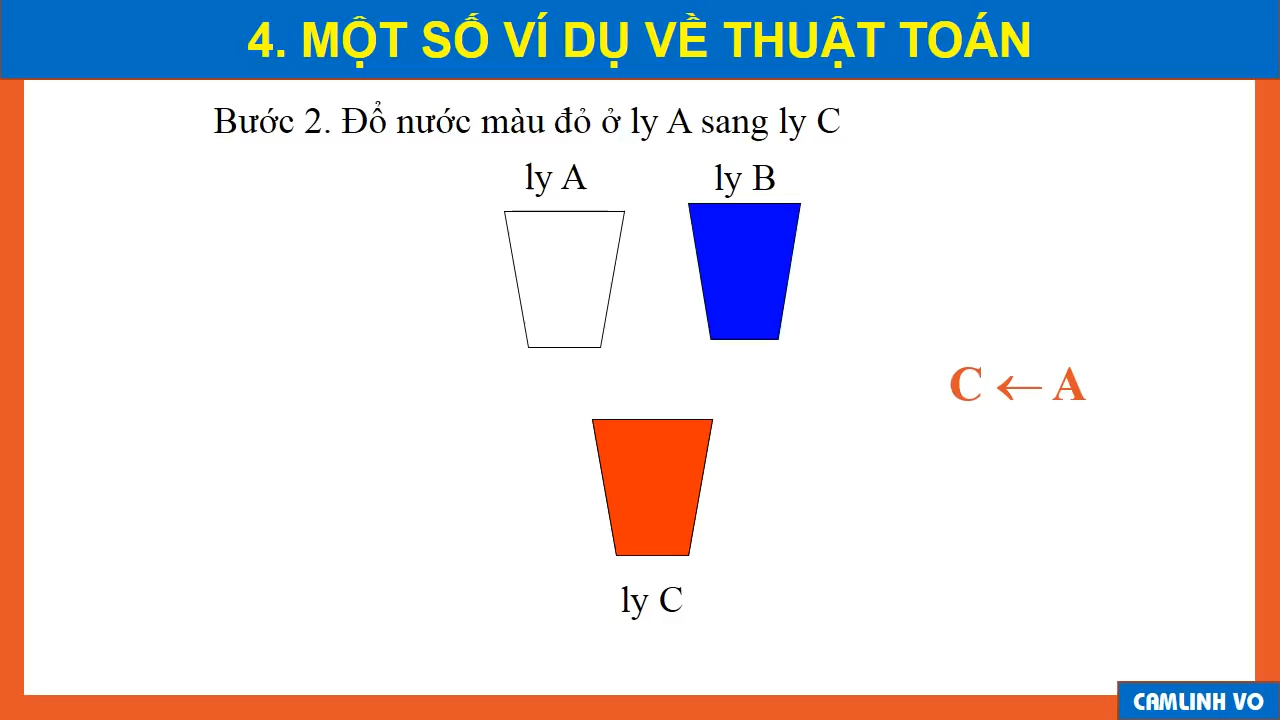 4. MỘT SỐ VÍ DỤ VỀ THUẬT TOÁN
Bước 2. Đổ nước màu đỏ ở ly A sang ly C
ly A
ly B
C ← A
ly C
CAMLINH VO